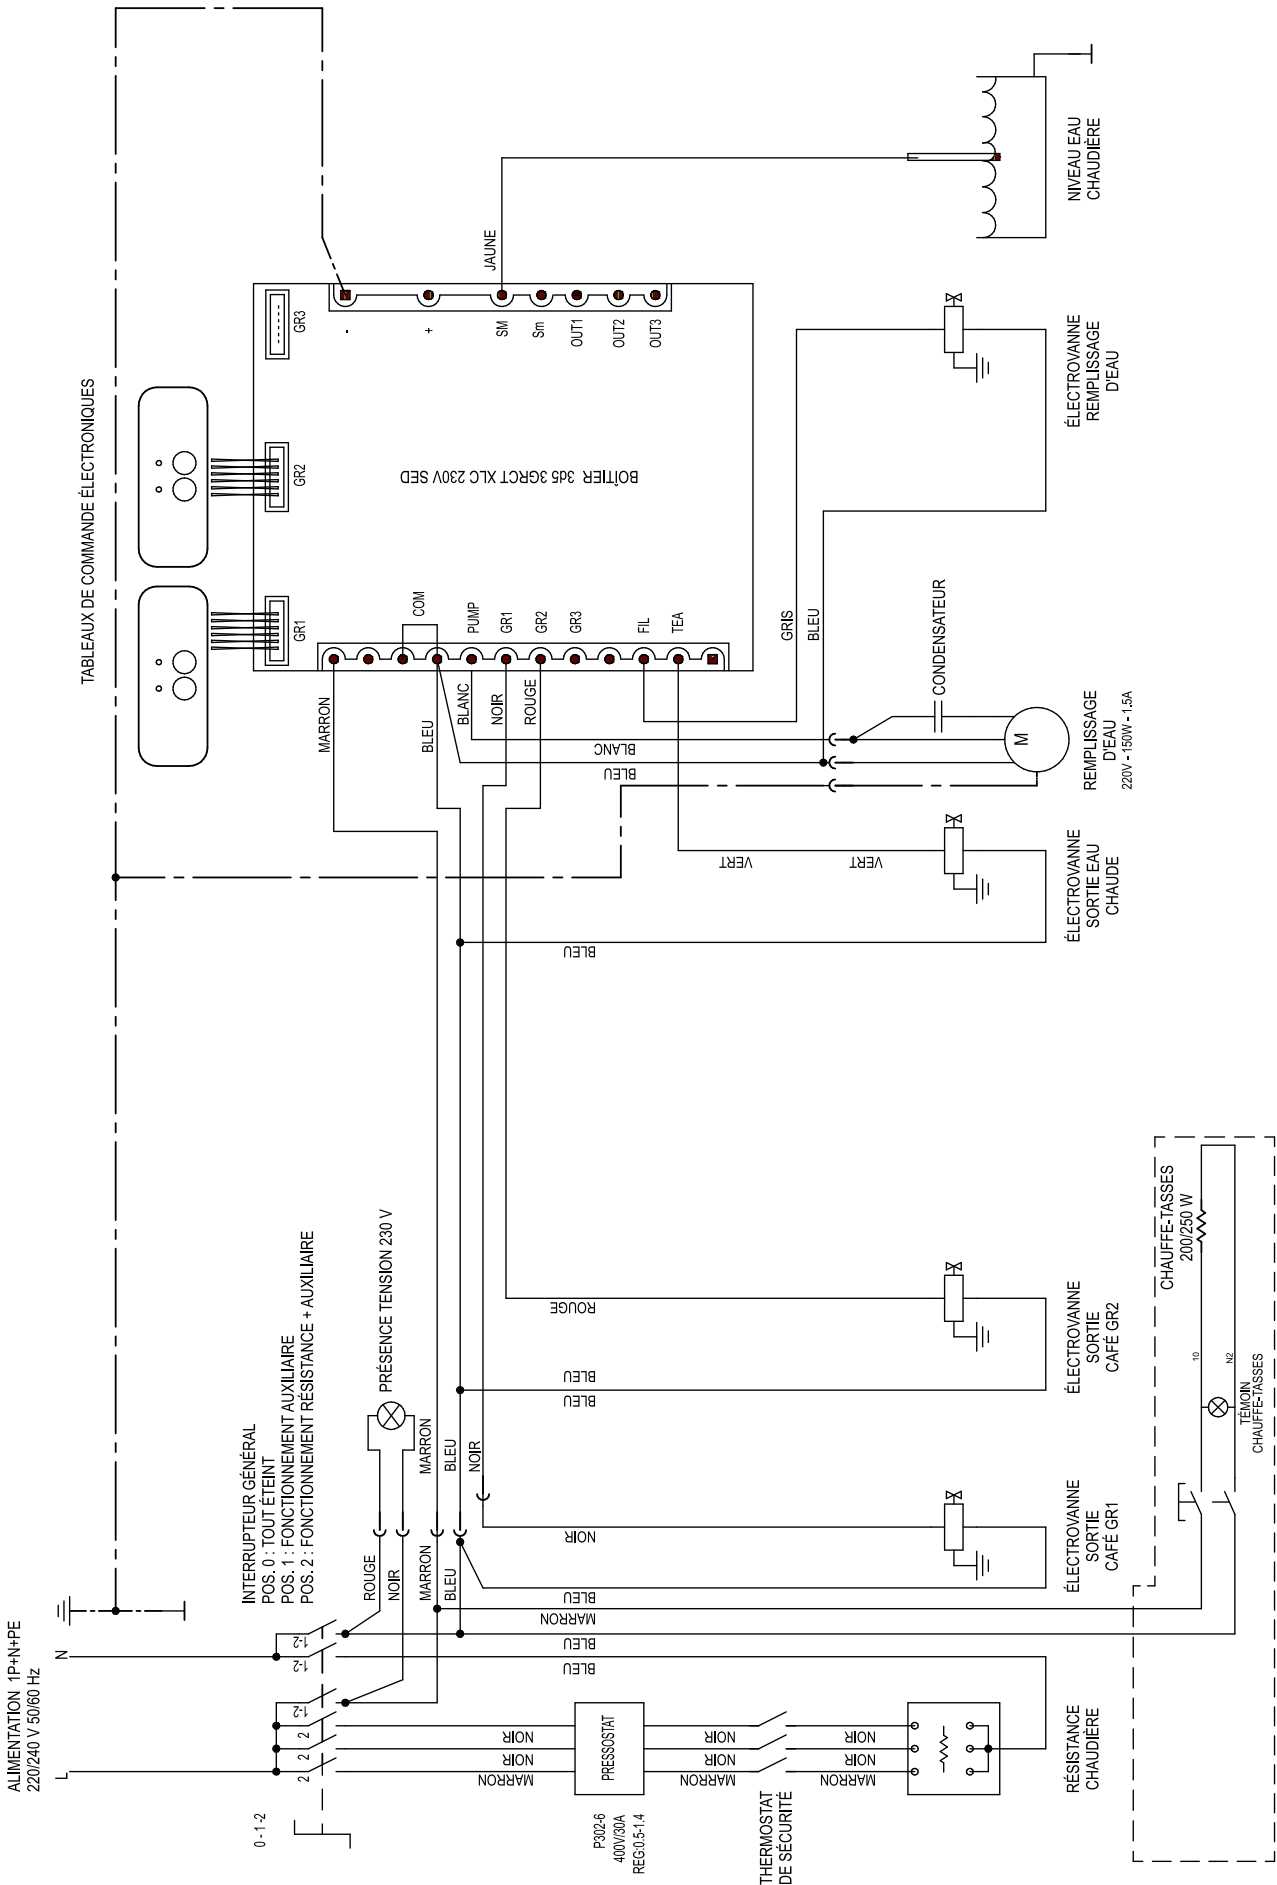 ALIMENTATION 1P+N+PE
220/240 V 50/60 Hz
L
N
0 - 1 -2
INTERRUPTEUR GÉNÉRAL
POS. 0 : TOUT ÉTEINT
POS. 1 : FONCTIONNEMENT AUXILIAIRE
POS. 2 : FONCTIONNEMENT RÉSISTANCE + AUXILIAIRE
2
2
2
1-2
1-2
1-2
PRÉSENCE TENSION 230 V
ROUGE
NOIR
MARRON
BLEU
MARRON
BLEU
NOIR
TABLEAUX DE COMMANDE ÉLECTRONIQUES
GR1
GR2
GR3
BOÎTIER 3d5 3GRCT XLC 230V SED
COM
PUMP
GR1
GR2
GR3
FIL
TEA
-
+
SM
Sm
OUT1
OUT2
OUT3
MARRON
BLEU
BLANC
NOIR
ROUGE
JAUNE
BLANC
BLEU
GRIS
BLEU
CONDENSATEUR
M
REMPLISSAGE
D'EAU
220V - 150W - 1.5A
NIVEAU EAU
CHAUDIÈRE
ÉLECTROVANNE
REMPLISSAGE
D'EAU
VERT
VERT
BLEU
ÉLECTROVANNE
SORTIE EAU
CHAUDE
ROUGE
BLEU
BLEU
ÉLECTROVANNE
SORTIE
CAFÉ GR2
NOIR
BLEU
ÉLECTROVANNE
SORTIE
CAFÉ GR1
MARRON
BLEU
BLEU
NOIR
NOIR
MARRON
PRESSOSTAT
P302-6
400V/30A
REG:0.5-1.4
NOIR
NOIR
MARRON
THERMOSTAT
DE SÉCURITÉ
NOIR
NOIR
MARRON
RÉSISTANCE
CHAUDIÈRE
CHAUFFE-TASSES
200/250 W
10
N2
TÉMOIN
CHAUFFE-TASSES